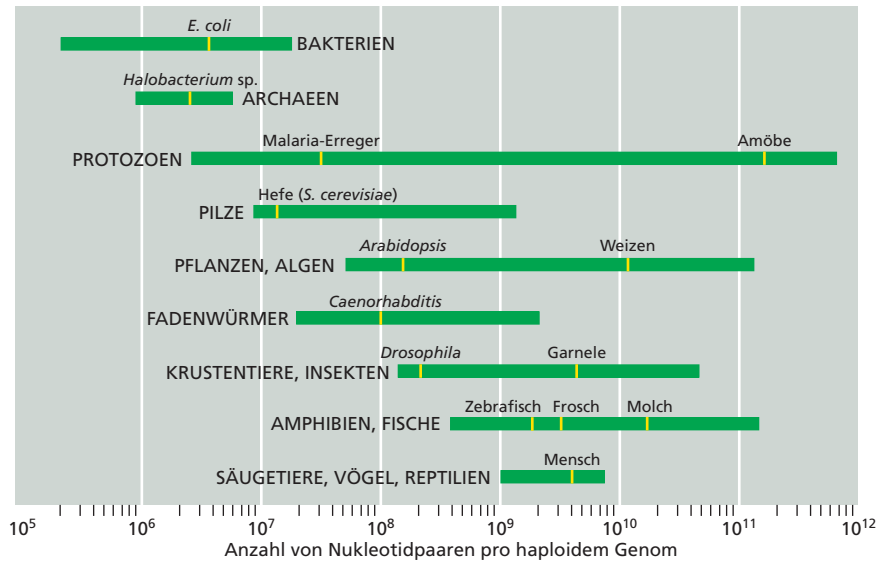 E. coli
BAKTERIEN
Halobacterium sp.
ARCHAEEN
Malaria-Erreger Amöbe
PROTOZOEN
Hefe (S. cerevisiae)
PILZE
Arabidopsis Weizen
PFLANZEN, ALGEN
Caenorhabditis
FADENWÜRMER
Drosophila Garnele
KRUSTENTIERE, INSEKTEN
Zebrafisch Frosch Molch
AMPHIBIEN, FISCHE
Mensch
SÄUGETIERE, VÖGEL, REPTILIEN
10⁵ 10⁶ 10⁷ 10⁸ 10⁹ 10¹⁰ 10¹¹ 10¹²
Anzahl von Nukleotidpaaren pro haploidem Genom